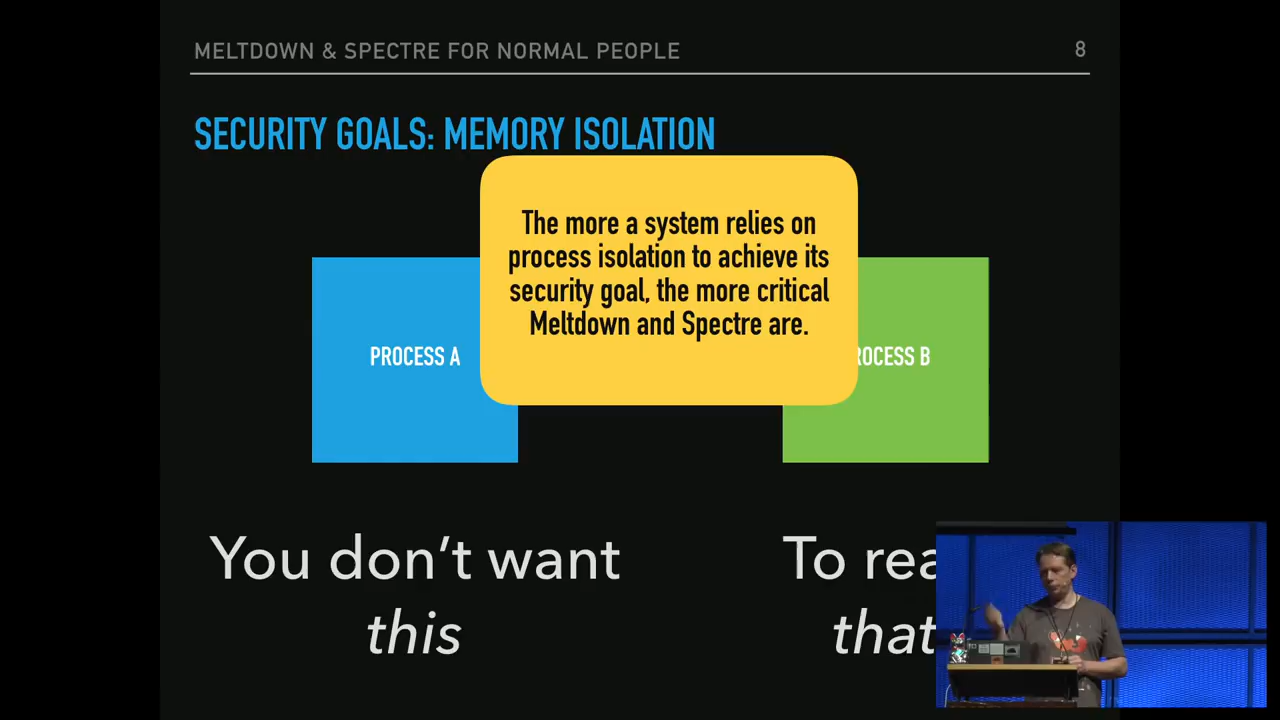 MELTDOWN & SPECTRE FOR NORMAL PEOPLE
8
SECURITY GOALS: MEMORY ISOLATION
The more a system relies on
process isolation to achieve its
security goal, the more critical
Meltdown and Spectre are.
PROCESS A
ROCESS B
You don’t want
this
To rea
that